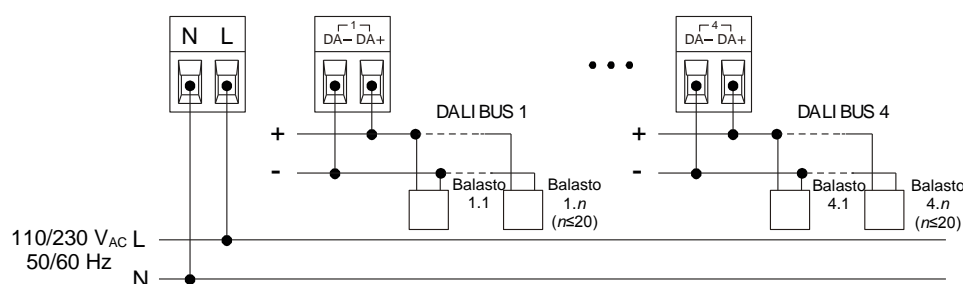 N L
1
DA− DA+
4
DA− DA+
DALI BUS 1
DALI BUS 4
+
-
+
-
Balasto
1.1
Balasto
1.n
(n≤20)
Balasto
4.1
Balasto
4.n
(n≤20)
110/230 VAC L
50/60 Hz
N